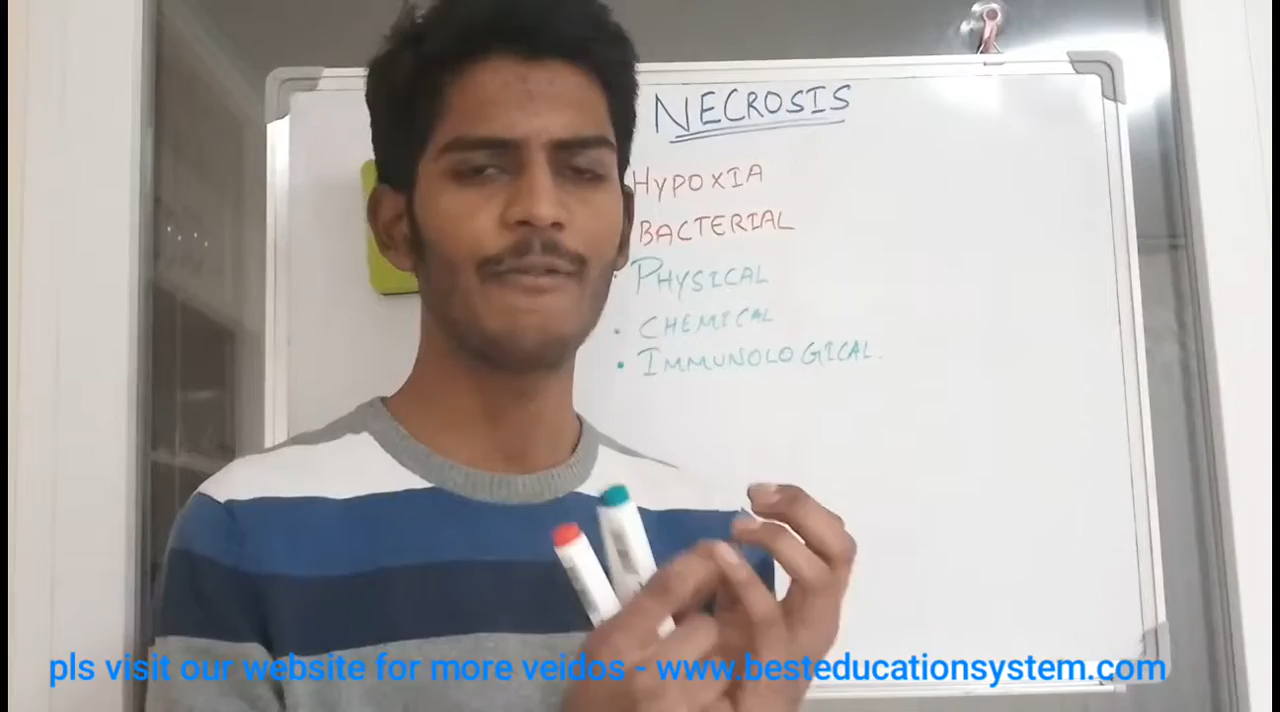 NECROSIS
HYPOXIA
BACTERIAL
• PHYSICAL
• CHEMICAL
• IMMUNOLOGICAL.
pls visit our website for more veidos - www.besteducationsystem.com